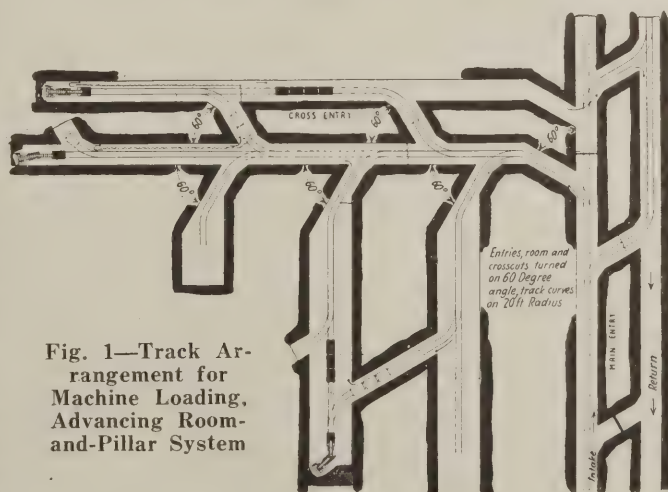 CROSS ENTRY
60°
60°
60°
60°
60°
60°
Entries, room and
crosscuts turned
on 60 Degree
angle, track curves
on 20 ft Radius
MAIN ENTRY
Return
Intake
Fig. 1—Track Ar-
rangement for
Machine Loading,
Advancing Room-
and-Pillar System